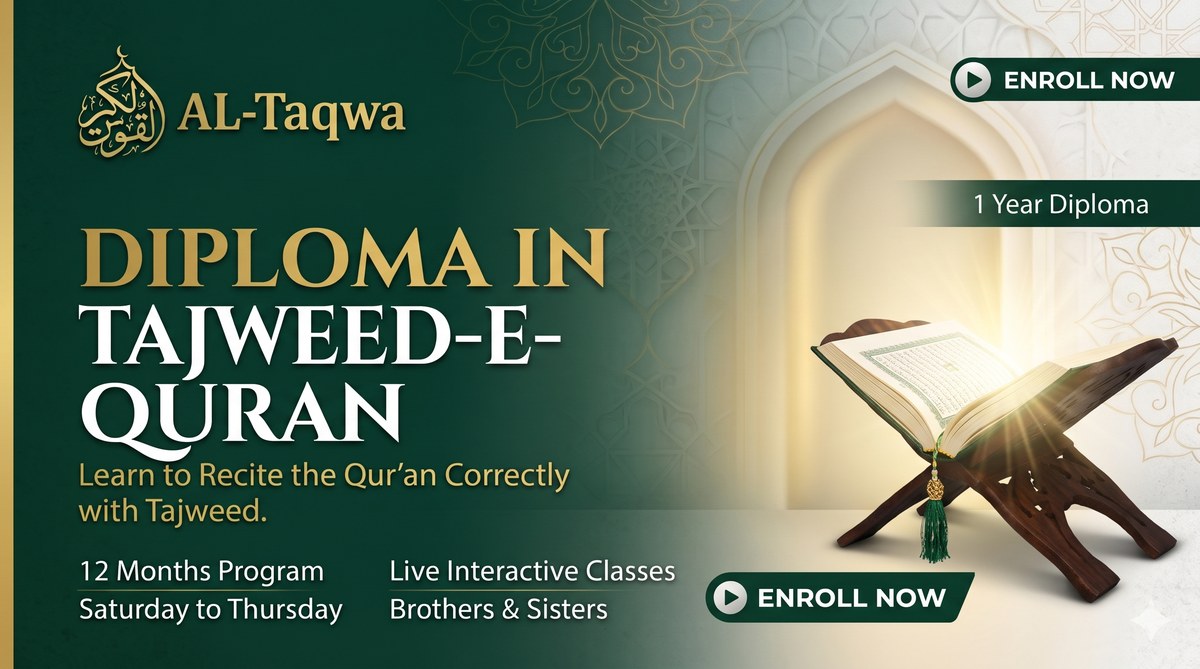 AL-Taqwa
ENROLL NOW
1 Year Diploma
DIPLOMA IN
TAJWEED-E-
QURAN
Learn to Recite the Qur’an Correctly
with Tajweed.
12 Months Program
Live Interactive Classes
Saturday to Thursday
Brothers & Sisters
ENROLL NOW